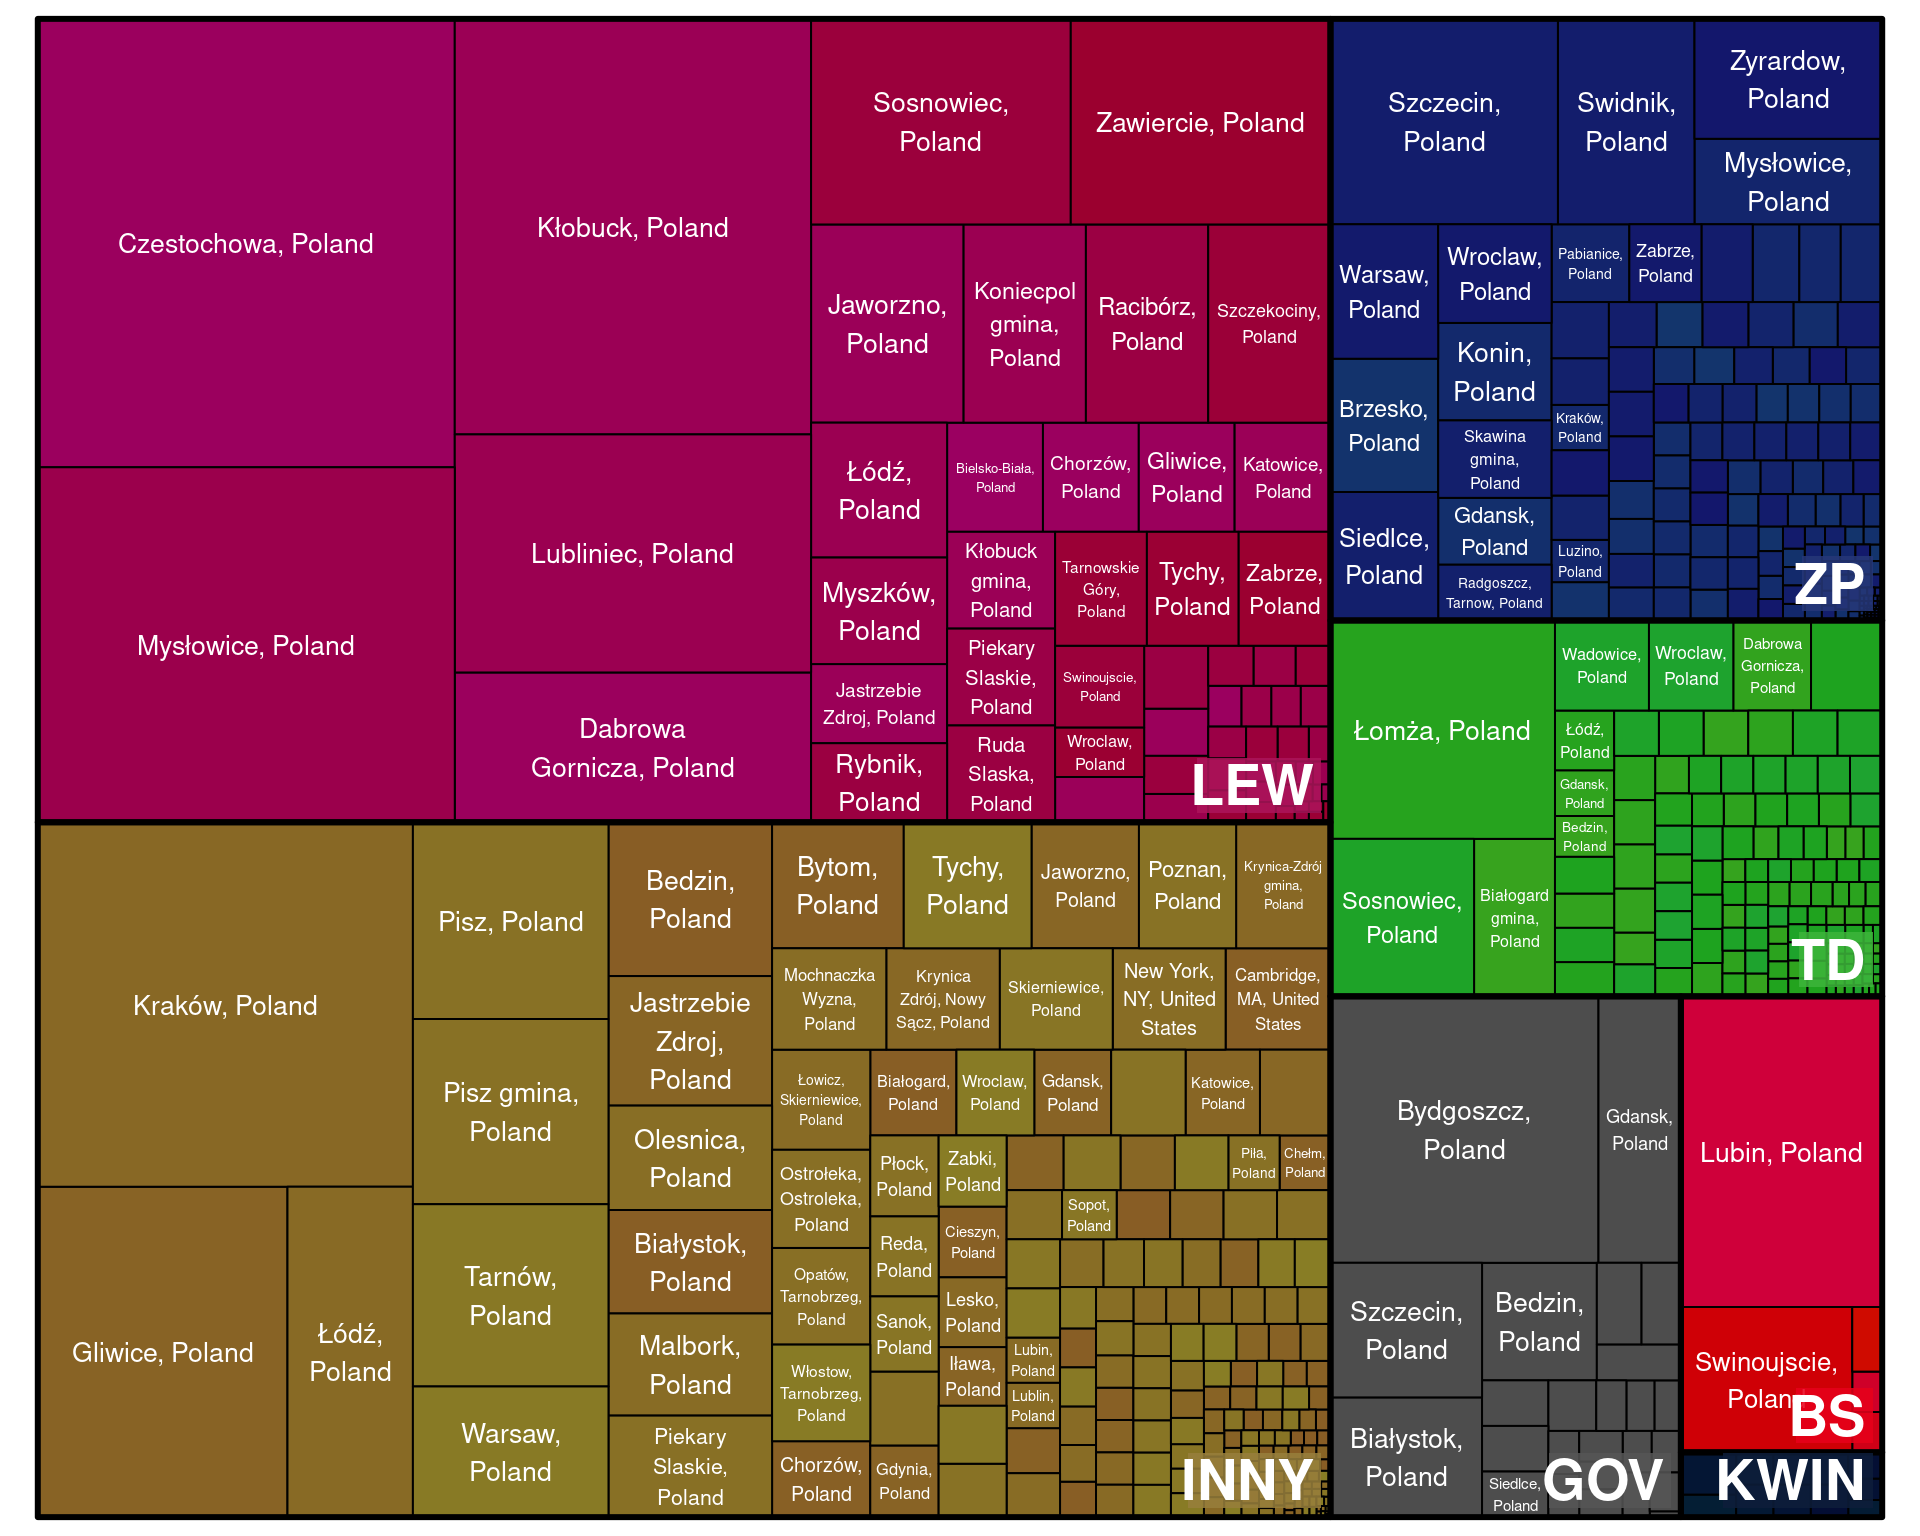 Czestochowa, Poland
Mysłowice, Poland
Kłobuck, Poland
Lubliniec, Poland
Dabrowa
Gornicza, Poland
Sosnowiec,
Poland
Zawiercie, Poland
Jaworzno,
Poland
Koniecpol
gmina,
Poland
Racibórz,
Poland
Szczekociny,
Poland
Łódź,
Poland
Myszków,
Poland
Jastrzebie
Zdroj, Poland
Rybnik,
Poland
Bielsko-Biała,
Poland
Chorzów,
Poland
Gliwice,
Poland
Katowice,
Poland
Kłobuck
gmina,
Poland
Piekary
Slaskie,
Poland
Ruda
Slaska,
Poland
Tarnowskie
Góry,
Poland
Tychy,
Poland
Zabrze,
Poland
Swinoujscie,
Poland
Wroclaw,
Poland
LEW
Szczecin,
Poland
Swidnik,
Poland
Zyrardow,
Poland
Mysłowice,
Poland
Warsaw,
Poland
Brzesko,
Poland
Siedlce,
Poland
Wroclaw,
Poland
Konin,
Poland
Skawina
gmina,
Poland
Gdansk,
Poland
Radgoszcz,
Tarnow, Poland
Pabianice,
Poland
Zabrze,
Poland
Kraków,
Poland
Luzino,
Poland
ZP
Łomża, Poland
Sosnowiec,
Poland
Białogard
gmina,
Poland
Wadowice,
Poland
Wroclaw,
Poland
Dabrowa
Gornicza,
Poland
Łódź,
Poland
Gdansk,
Poland
Bedzin,
Poland
TD
Kraków, Poland
Gliwice, Poland
Łódź,
Poland
Pisz, Poland
Pisz gmina,
Poland
Tarnów,
Poland
Warsaw,
Poland
Bedzin,
Poland
Jastrzebie
Zdroj,
Poland
Olesnica,
Poland
Białystok,
Poland
Malbork,
Poland
Piekary
Slaskie,
Poland
Bytom,
Poland
Tychy,
Poland
Jaworzno,
Poland
Poznan,
Poland
Krynica-Zdrój
gmina,
Poland
Mochnaczka
Wyzna,
Poland
Krynica
Zdrój, Nowy
Sącz, Poland
Skierniewice,
Poland
New York,
NY, United
States
Cambridge,
MA, United
States
Łowicz,
Skierniewice,
Poland
Ostrołeka,
Ostroleka,
Poland
Opatów,
Tarnobrzeg,
Poland
Włostow,
Tarnobrzeg,
Poland
Chorzów,
Poland
Białogard,
Poland
Wroclaw,
Poland
Gdansk,
Poland
Katowice,
Poland
Płock,
Poland
Reda,
Poland
Sanok,
Poland
Gdynia,
Poland
Zabki,
Poland
Cieszyn,
Poland
Lesko,
Poland
Iława,
Poland
Piła,
Poland
Chełm,
Poland
Sopot,
Poland
Lubin,
Poland
Lublin,
Poland
INNY
Bydgoszcz,
Poland
Gdansk,
Poland
Szczecin,
Poland
Białystok,
Poland
Bedzin,
Poland
Siedlce,
Poland
GOV
Lubin, Poland
Swinoujscie,
Poland
BS
KWIN